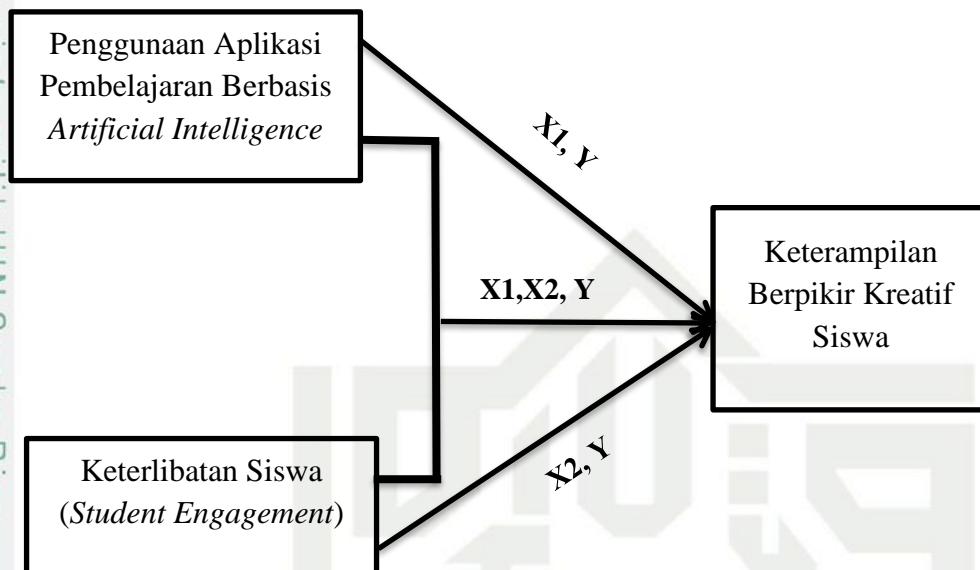 Penggunaan Aplikasi
Pembelajaran Berbasis
Artificial Intelligence
X1, Y
X1,X2, Y
Keterampilan
Berpikir Kreatif
Siswa
Keterlibatan Siswa
(Student Engagement)
X2, Y